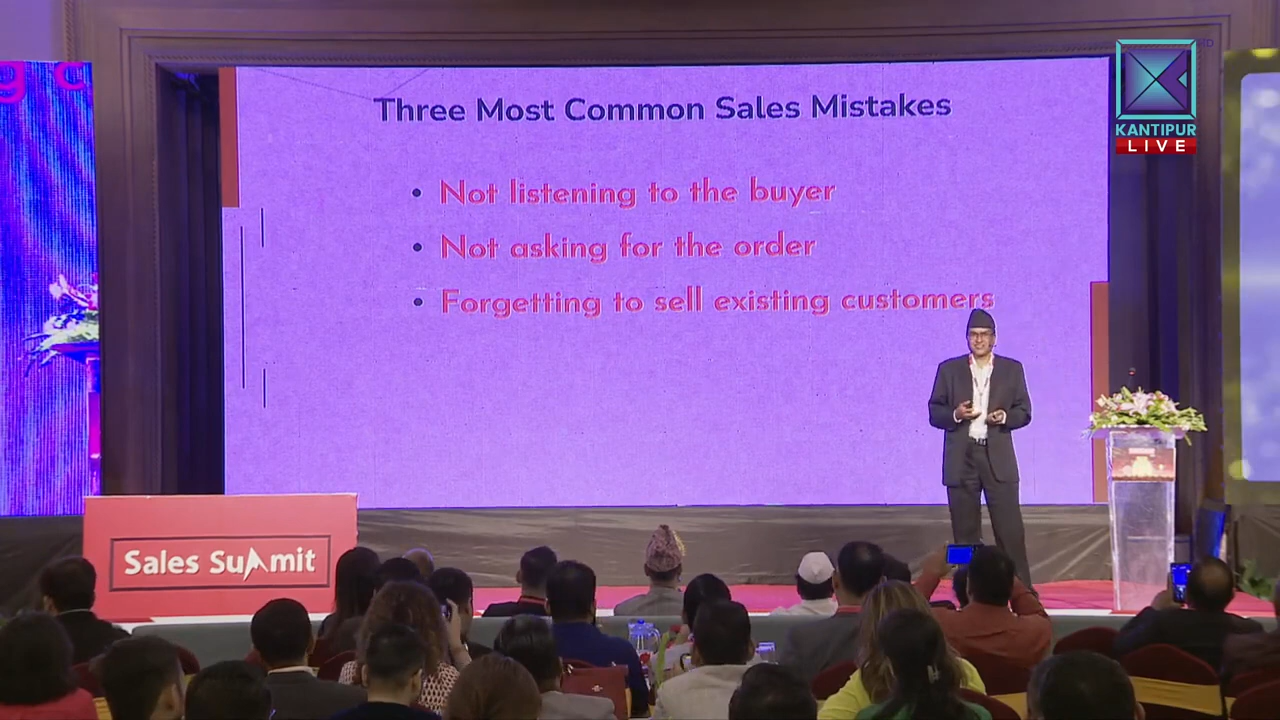 Three Most Common Sales Mistakes
• Not listening to the buyer
• Not asking for the order
• Forgetting to sell existing customers
KANTIPUR
LIVE
HD
Sales Summit